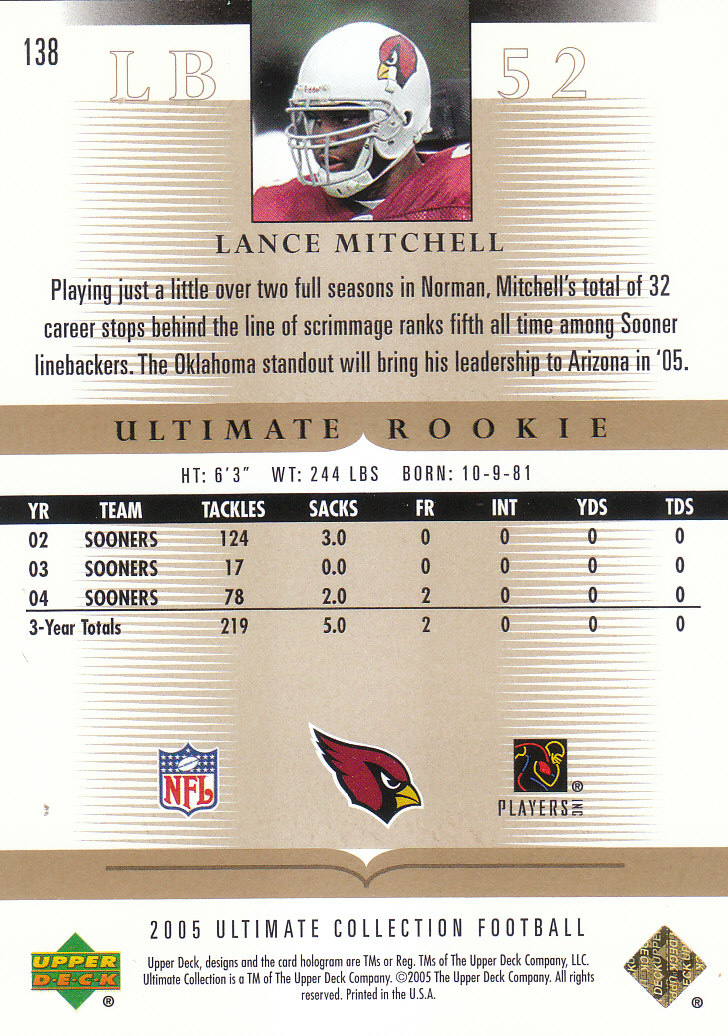 138
LB
52
Riddell
LANCE MITCHELL
Playing just a little over two full seasons in Norman, Mitchell's total of 32
career stops behind the line of scrimmage ranks fifth all time among Sooner
linebackers. The Oklahoma standout will bring his leadership to Arizona in '05.
ULTIMATE ROOKIE
HT: 6'3" WT: 244 LBS BORN: 10-9-81
YR TEAM TACKLES SACKS FR INT YDS TDS
02 SOONERS 124 3.0 0 0 0 0
03 SOONERS 17 0.0 0 0 0 0
04 SOONERS 78 2.0 2 0 0 0
3-Year Totals 219 5.0 2 0 0 0
NFL
PLAYERS INC ®
2005 ULTIMATE COLLECTION FOOTBALL
UPPER
DECK ®
Upper Deck, designs and the card hologram are TMs or Reg. TMs of The Upper Deck Company, LLC.
Ultimate Collection is a TM of The Upper Deck Company. ©2005 The Upper Deck Company. All rights
reserved. Printed in the U.S.A.
®